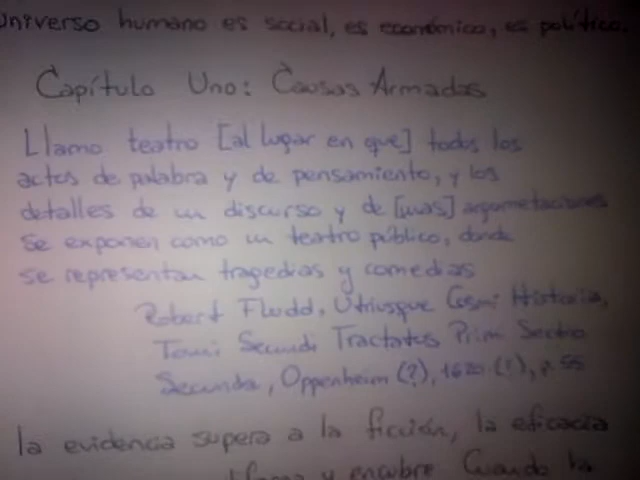 universo humano es social, es económico, es político.
Capítulo Uno: Causas Armadas
Llamo teatro [al lugar en que] todos los
actos de palabra y de pensamiento, y los
detalles de un discurso y de [unas] argumetaciones
se exponen como un teatro público, donde
se representan tragedias y comedias
Robert Fludd, Utriusque Cosmi Historia,
Tomi Secundi Tractatus Primi Sectio
Secunda, Oppenheim (?), 1620 (?), p. 55
la evidencia supera a la ficción, la eficacia
y encubre Cuando ha